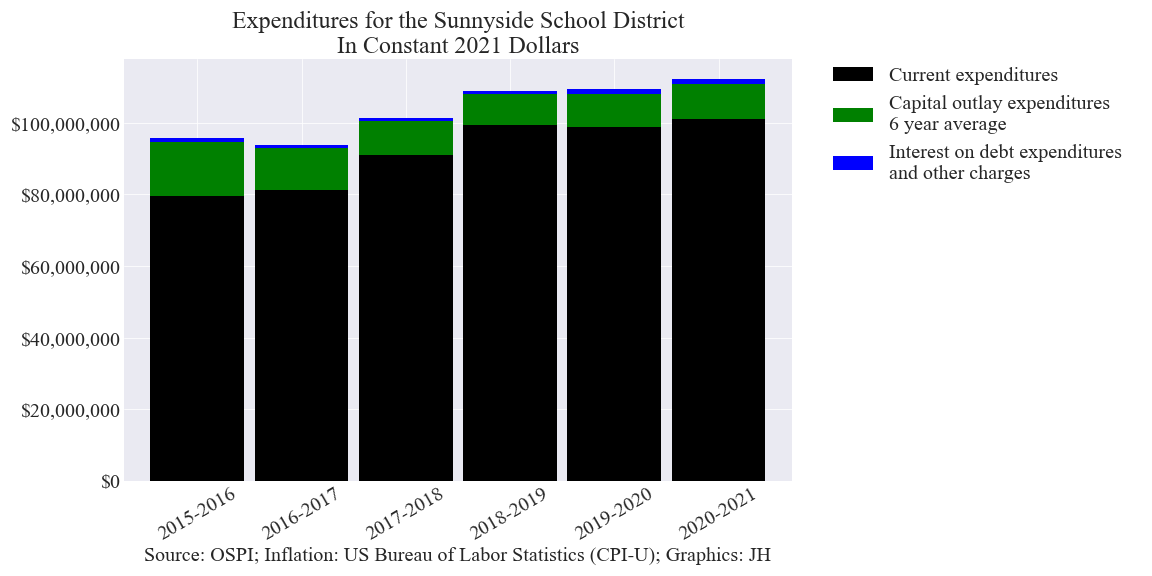 Expenditures for the Sunnyside School District
In Constant 2021 Dollars
Current expenditures
Capital outlay expenditures
6 year average
Interest on debt expenditures
and other charges
$100,000,000
$80,000,000
$60,000,000
$40,000,000
$20,000,000
$0
2015-2016
2016-2017
2017-2018
2018-2019
2019-2020
2020-2021
Source: OSPI; Inflation: US Bureau of Labor Statistics (CPI-U); Graphics: JH